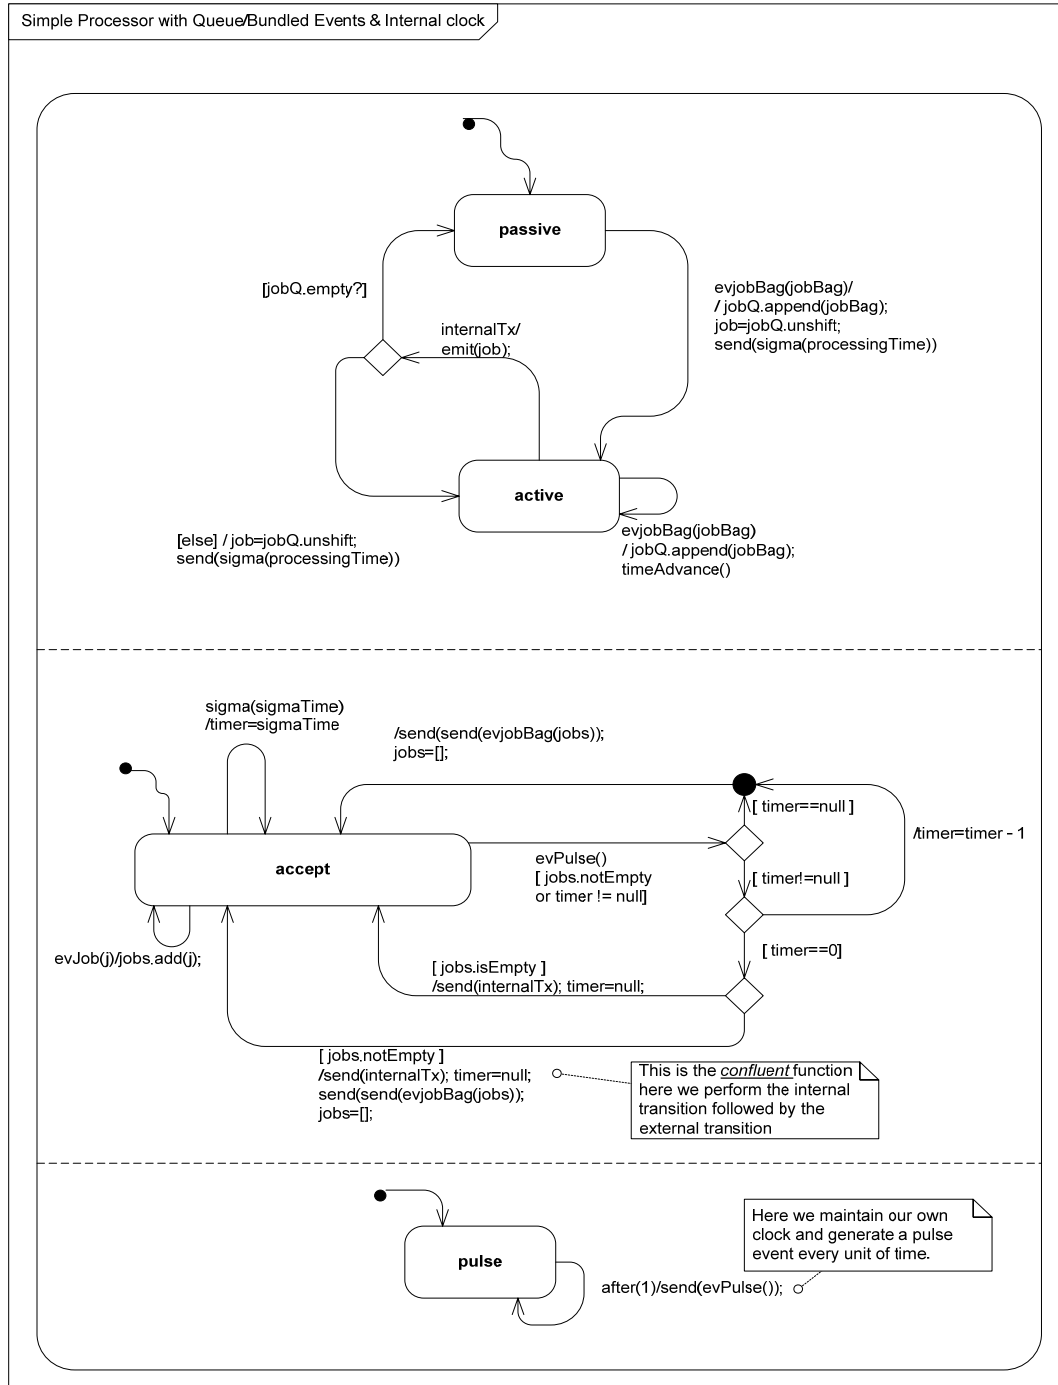 Simple Processor with Queue/Bundled Events & Internal clock
passive
[jobQ.empty?]
evjobBag(jobBag)/
/ jobQ.append(jobBag);
job=jobQ.unshift;
send(sigma(processingTime))
internalTx/
emit(job);
active
[else] / job=jobQ.unshift;
send(sigma(processingTime))
evjobBag(jobBag)
/ jobQ.append(jobBag);
timeAdvance()
sigma(sigmaTime)
/timer=sigmaTime
/send(send(evjobBag(jobs));
jobs=[];
[ timer==null ]
/timer=timer - 1
accept
evPulse()
[ jobs.notEmpty
or timer != null]
[ timer!=null ]
evJob(j)/jobs.add(j);
[ timer==0]
[ jobs.isEmpty ]
/send(internalTx); timer=null;
[ jobs.notEmpty ]
/send(internalTx); timer=null;
send(send(evjobBag(jobs));
jobs=[];
This is the confluent function
here we perform the internal
transition followed by the
external transition
pulse
Here we maintain our own
clock and generate a pulse
event every unit of time.
after(1)/send(evPulse());